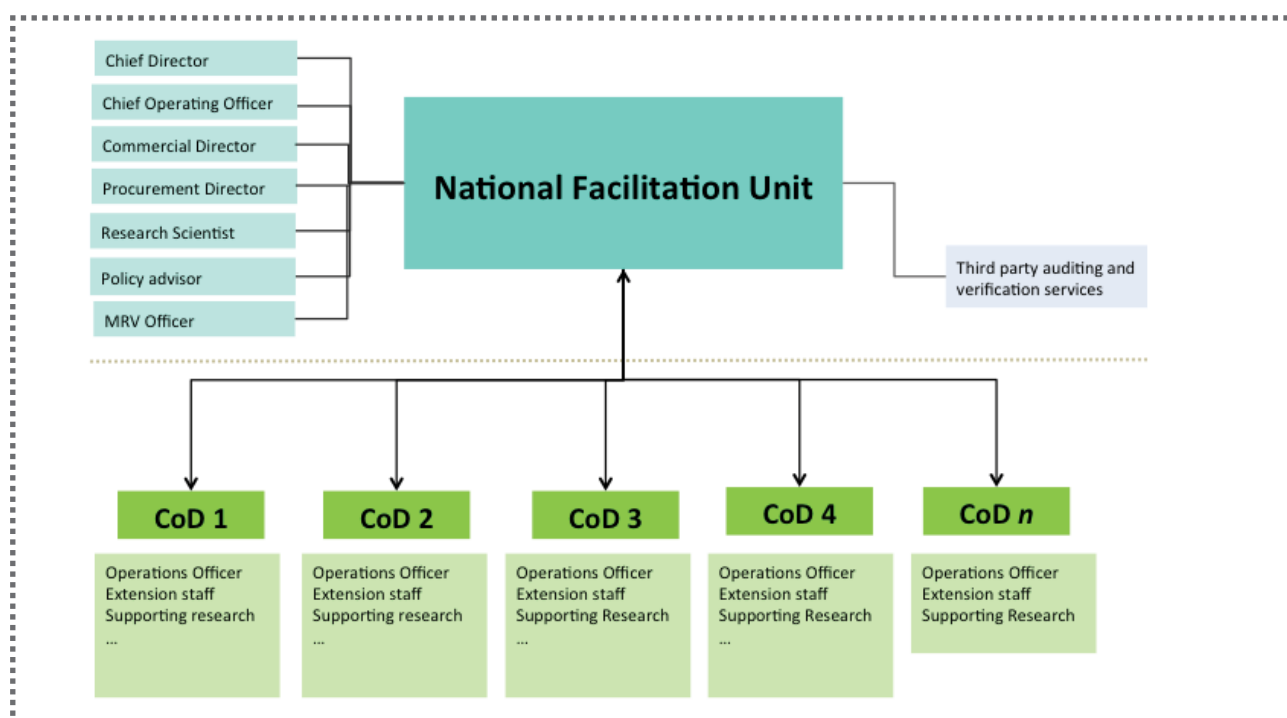 Chief Director
Chief Operating Officer
Commercial Director
Procurement Director
Research Scientist
Policy advisor
MRV Officer
National Facilitation Unit
Third party auditing and
verification services
CoD 1
Operations Officer
Extension staff
Supporting research
...
CoD 2
Operations Officer
Extension staff
Supporting research
...
CoD 3
Operations Officer
Extension staff
Supporting Research
...
CoD 4
Operations Officer
Extension staff
Supporting Research
...
CoD n
Operations Officer
Extension staff
Supporting Research